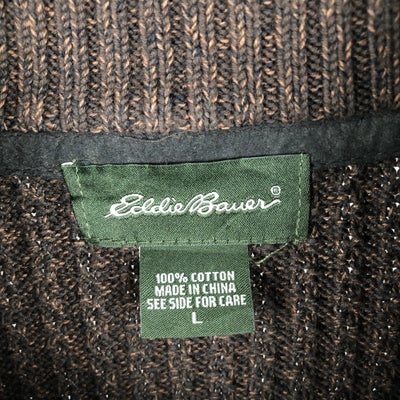 Eddie Bauer®
100% COTTON
MADE IN CHINA
SEE SIDE FOR CARE
L